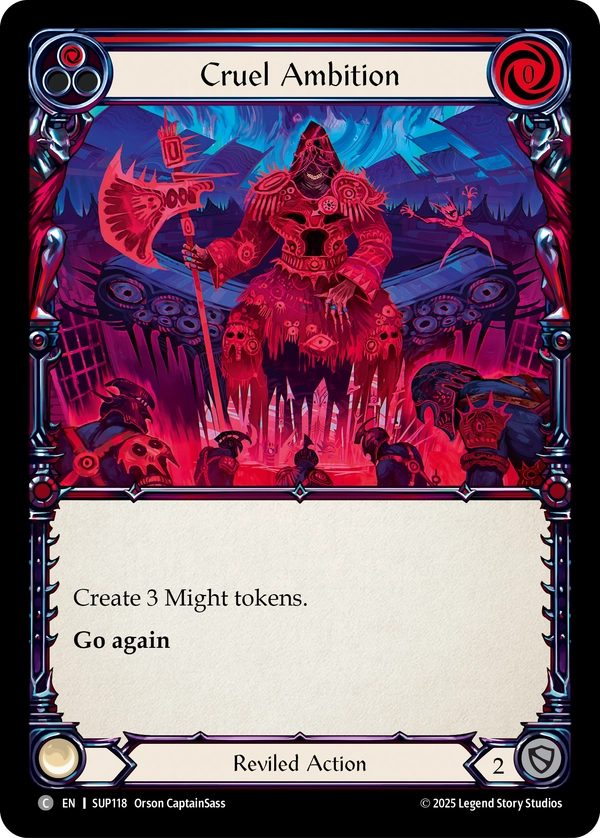 Cruel Ambition
0
Create 3 Might tokens.
Go again
Reviled Action
2
C EN | SUP118 Orson CaptainSass
© 2025 Legend Story Studios